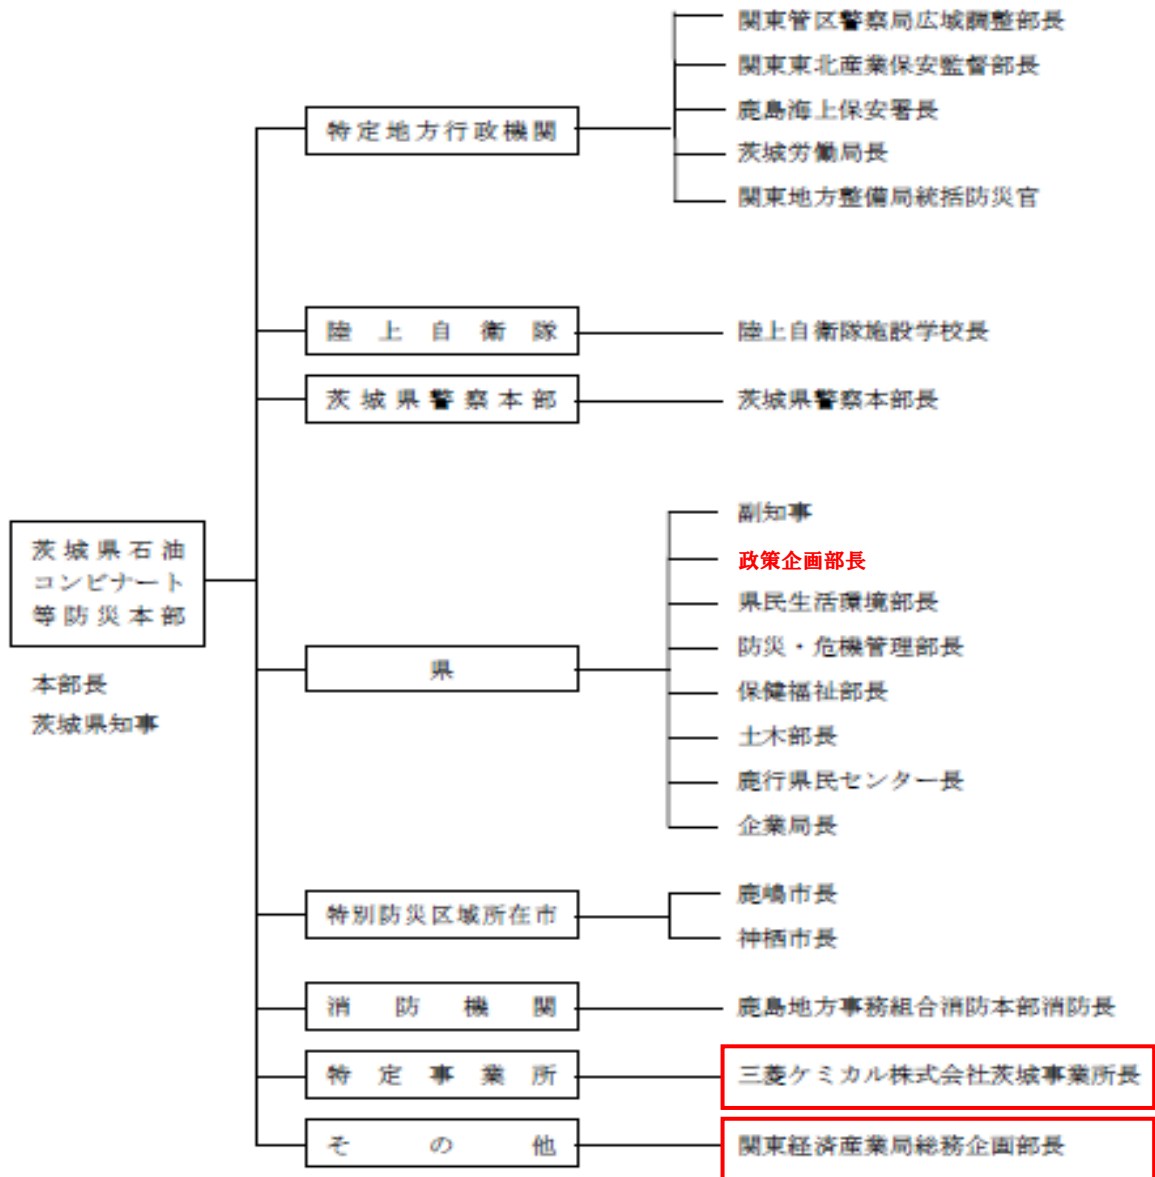 茨城県石油
コンビナート
等防災本部
本部長
茨城県知事
特定地方行政機関
関東管区警察局広域調整部長
関東東北産業保安監督部長
鹿島海上保安署長
茨城労働局長
関東地方整備局統括防災官
陸上自衛隊
陸上自衛隊施設学校長
茨城県警察本部
茨城県警察本部長
県
副知事
政策企画部長
県民生活環境部長
防災・危機管理部長
保健福祉部長
土木部長
鹿行県民センター長
企業局長
特別防災区域所在市
鹿嶋市長
神栖市長
消防機関
鹿島地方事務組合消防本部消防長
特定事業所
三菱ケミカル株式会社茨城事業所長
その他
関東経済産業局総務企画部長